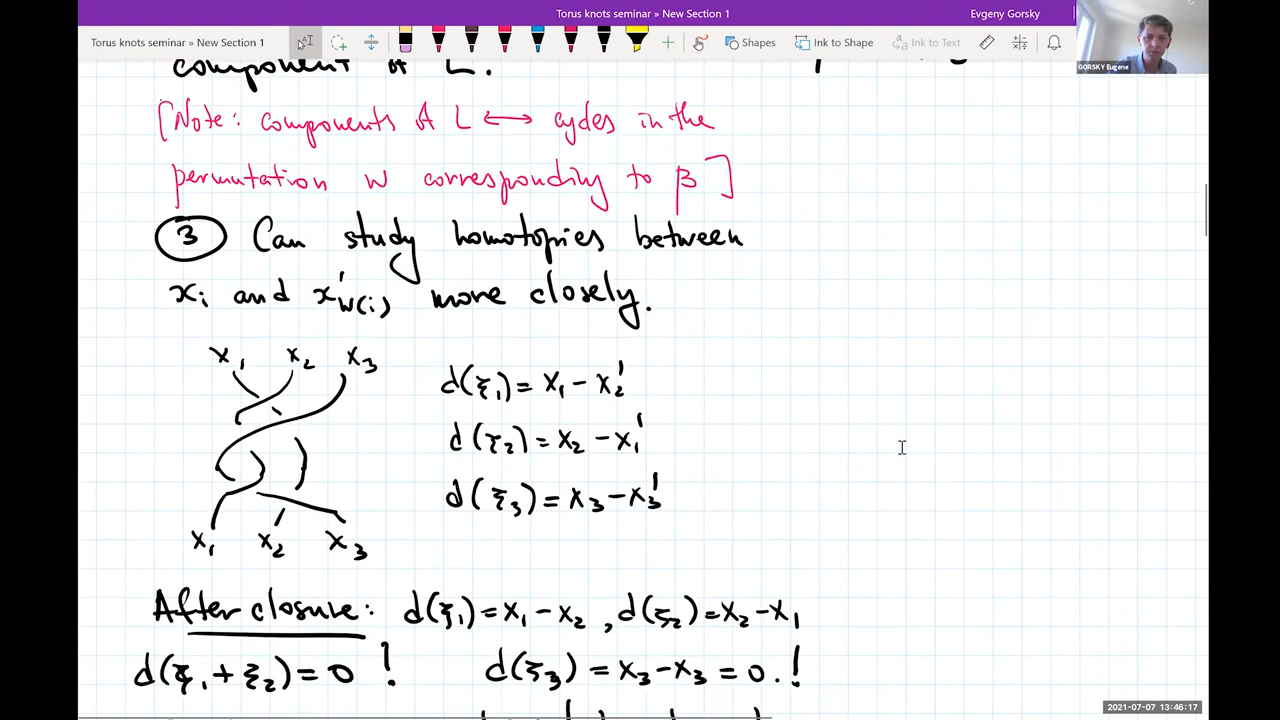 Torus knots seminar » New Section 1
Evgeny Gorsky
Torus knots seminar » New Section 1
Shapes
Ink to Shape
Ink to Text
GORSKY Eugene
component of L.
[Note: components of L ⟷ cycles in the
permutation w corresponding to β]
③ Can study homotopies between
xᵢ and x'_{w(i)} more closely.
x₁ x₂ x₃
d(ξ₁) = x₁ - x₂'
d(ξ₂) = x₂ - x₁'
d(ξ₃) = x₃ - x₃'
x₁ x₂ x₃
After closure: d(ξ₁) = x₁ - x₂, d(ξ₂) = x₂ - x₁
d(ξ₁ + ξ₂) = 0 ! d(ξ₃) = x₃ - x₃ = 0. !
2021-07-07 13:46:17